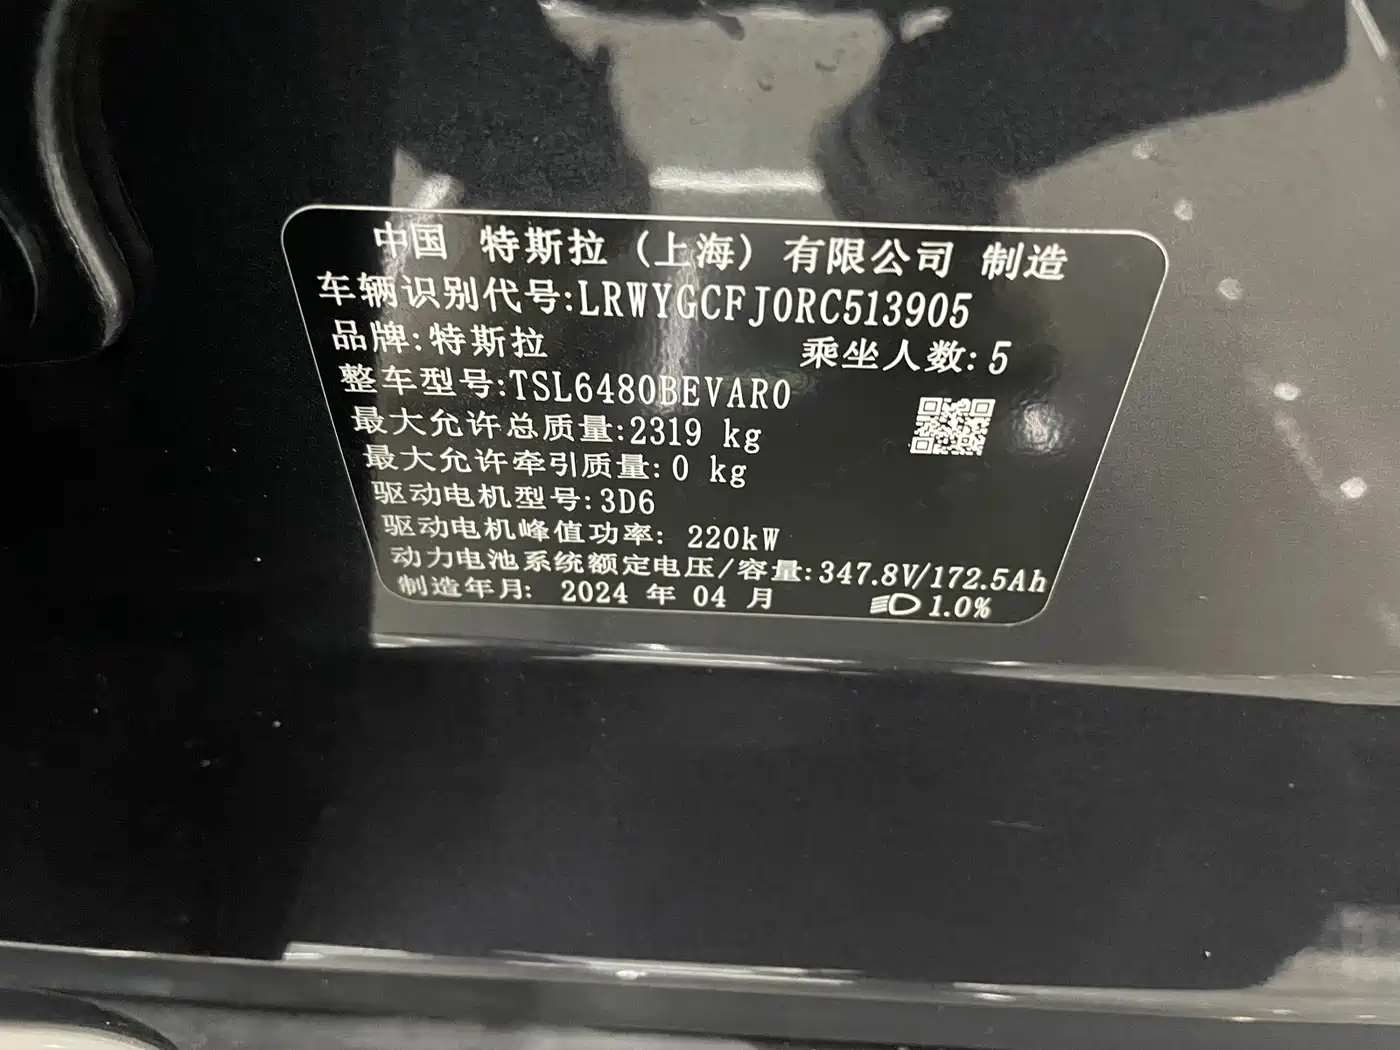 中国 特斯拉（上海）有限公司 制造
车辆识别代号:LRWYGCFJ0RC513905
品牌:特斯拉 乘坐人数:5
整车型号:TSL6480BEVAR0
最大允许总质量:2319 kg
最大允许牵引质量:0 kg
驱动电机型号:3D6
驱动电机峰值功率: 220kW
动力电池系统额定电压/容量:347.8V/172.5Ah
制造年月: 2024 年 04 月 1.0%